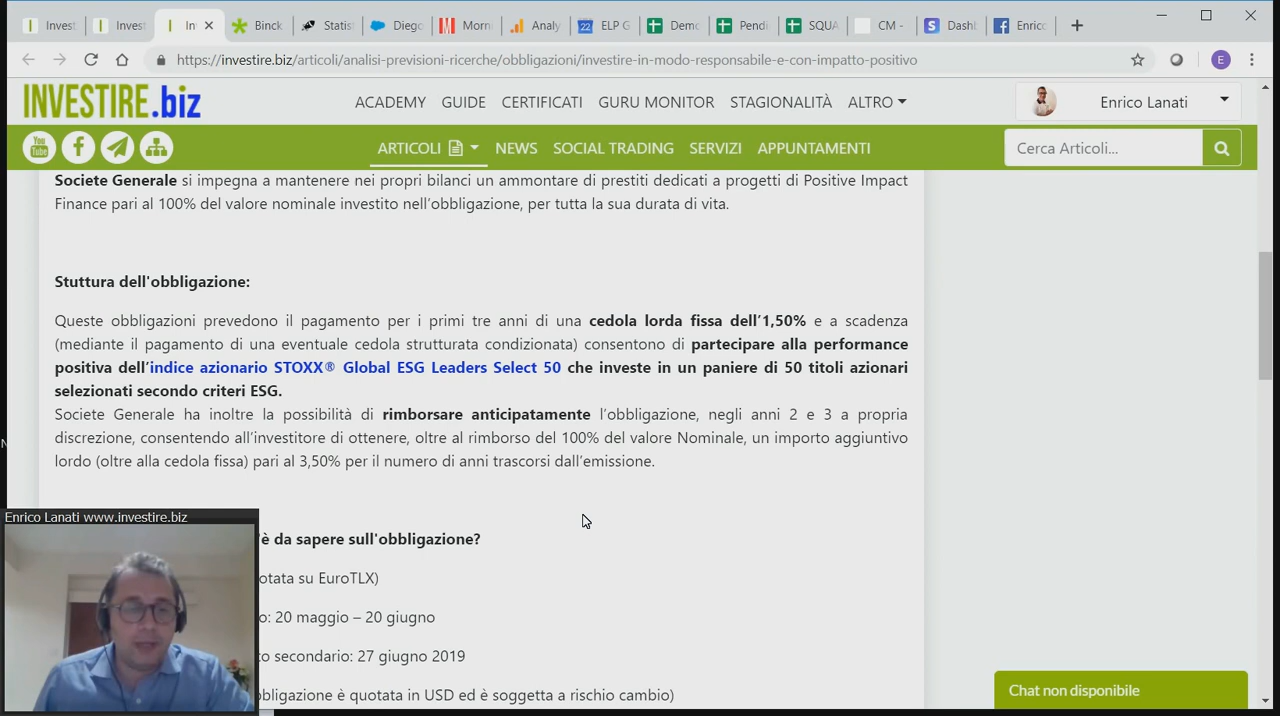 Invest
Invest
In
Binck
Statis
Diego
Morn
Analy
22
ELP G
Demo
Pendi
SQUA
CM -
Dashl
Enrico
https://investire.biz/articoli/analisi-previsioni-ricerche/obbligazioni/investire-in-modo-responsabile-e-con-impatto-positivo
E
INVESTIRE.biz
ACADEMY GUIDE CERTIFICATI GURU MONITOR STAGIONALITÀ ALTRO
Enrico Lanati
You Tube
ARTICOLI NEWS SOCIAL TRADING SERVIZI APPUNTAMENTI
Cerca Articoli...
Societe Generale si impegna a mantenere nei propri bilanci un ammontare di prestiti dedicati a progetti di Positive Impact
Finance pari al 100% del valore nominale investito nell'obbligazione, per tutta la sua durata di vita.
Stuttura dell'obbligazione:
Queste obbligazioni prevedono il pagamento per i primi tre anni di una cedola lorda fissa dell'1,50% e a scadenza
(mediante il pagamento di una eventuale cedola strutturata condizionata) consentono di partecipare alla performance
positiva dell'indice azionario STOXX® Global ESG Leaders Select 50 che investe in un paniere di 50 titoli azionari
selezionati secondo criteri ESG.
Societe Generale ha inoltre la possibilità di rimborsare anticipatamente l'obbligazione, negli anni 2 e 3 a propria
discrezione, consentendo all'investitore di ottenere, oltre al rimborso del 100% del valore Nominale, un importo aggiuntivo
lordo (oltre alla cedola fissa) pari al 3,50% per il numero di anni trascorsi dall'emissione.
Enrico Lanati www.investire.biz
'è da sapere sull'obbligazione?
otata su EuroTLX)
o: 20 maggio – 20 giugno
to secondario: 27 giugno 2019
bbligazione è quotata in USD ed è soggetta a rischio cambio)
Chat non disponibile